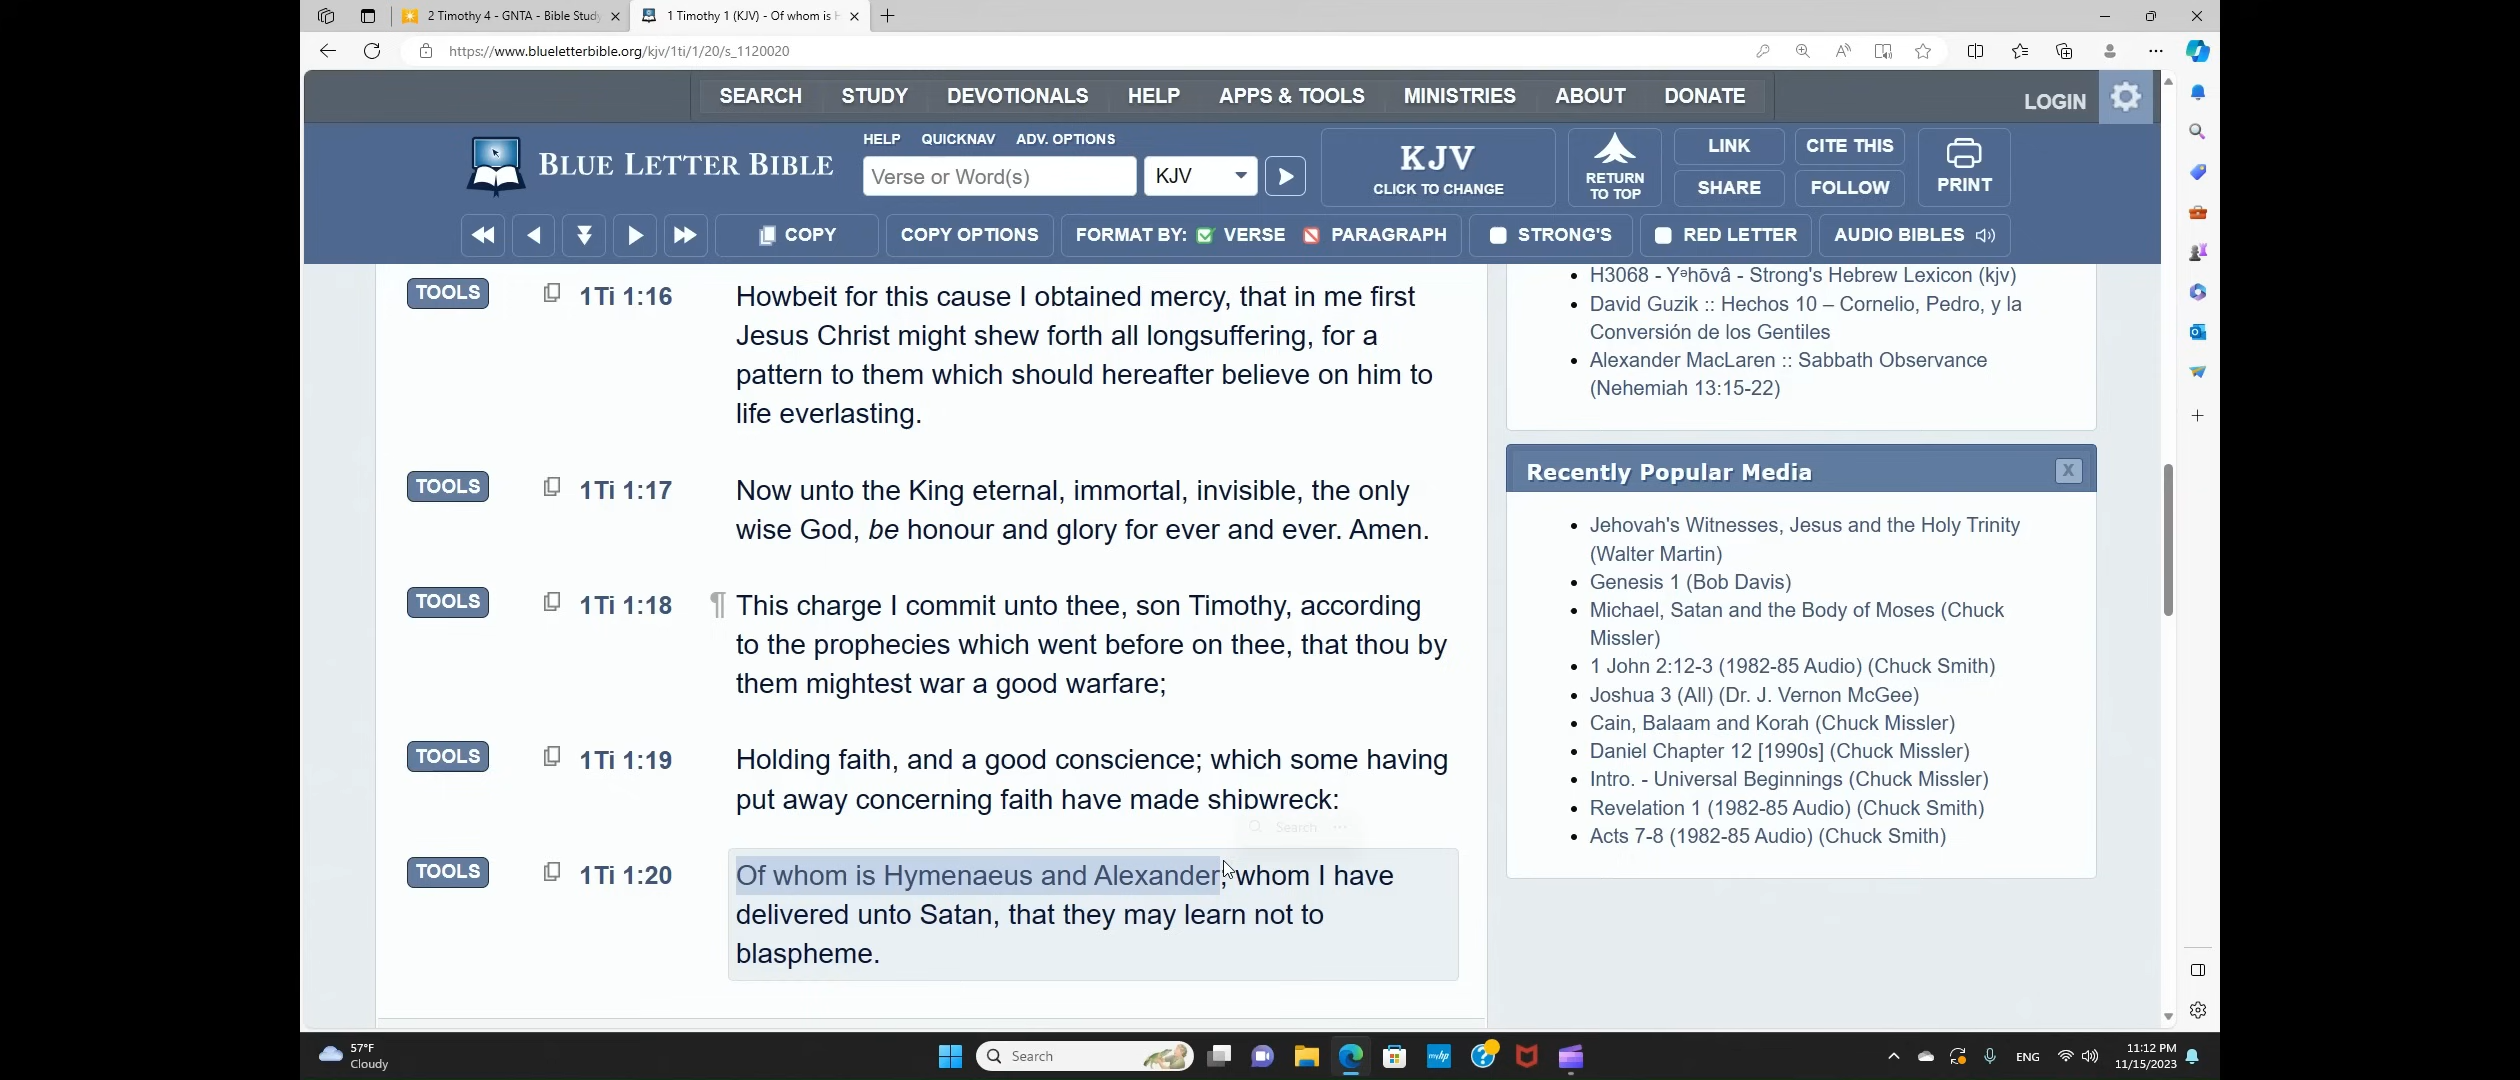 2 Timothy 4 - GNTA - Bible Study
1 Timothy 1 (KJV) - Of whom is H
https://www.blueletterbible.org/kjv/1ti/1/20/s_1120020
SEARCH STUDY DEVOTIONALS HELP APPS & TOOLS MINISTRIES ABOUT DONATE
LOGIN
BLUE LETTER BIBLE
HELP QUICKNAV ADV. OPTIONS
Verse or Word(s)
KJV
KJV
CLICK TO CHANGE
RETURN
TO TOP
LINK
CITE THIS
SHARE
FOLLOW
PRINT
COPY
COPY OPTIONS
FORMAT BY: VERSE PARAGRAPH
STRONG'S
RED LETTER
AUDIO BIBLES
TOOLS
1Ti 1:16
Howbeit for this cause I obtained mercy, that in me first
Jesus Christ might shew forth all longsuffering, for a
pattern to them which should hereafter believe on him to
life everlasting.
TOOLS
1Ti 1:17
Now unto the King eternal, immortal, invisible, the only
wise God, be honour and glory for ever and ever. Amen.
TOOLS
1Ti 1:18
¶ This charge I commit unto thee, son Timothy, according
to the prophecies which went before on thee, that thou by
them mightest war a good warfare;
TOOLS
1Ti 1:19
Holding faith, and a good conscience; which some having
put away concerning faith have made shipwreck:
Search
TOOLS
1Ti 1:20
Of whom is Hymenaeus and Alexander, whom I have
delivered unto Satan, that they may learn not to
blaspheme.
• H3068 - Yᵊhōvâ - Strong's Hebrew Lexicon (kjv)
• David Guzik :: Hechos 10 – Cornelio, Pedro, y la
Conversión de los Gentiles
• Alexander MacLaren :: Sabbath Observance
(Nehemiah 13:15-22)
Recently Popular Media
X
• Jehovah's Witnesses, Jesus and the Holy Trinity
(Walter Martin)
• Genesis 1 (Bob Davis)
• Michael, Satan and the Body of Moses (Chuck
Missler)
• 1 John 2:12-3 (1982-85 Audio) (Chuck Smith)
• Joshua 3 (All) (Dr. J. Vernon McGee)
• Cain, Balaam and Korah (Chuck Missler)
• Daniel Chapter 12 [1990s] (Chuck Missler)
• Intro. - Universal Beginnings (Chuck Missler)
• Revelation 1 (1982-85 Audio) (Chuck Smith)
• Acts 7-8 (1982-85 Audio) (Chuck Smith)
57°F
Cloudy
Search
myhp
ENG
11:12 PM
11/15/2023